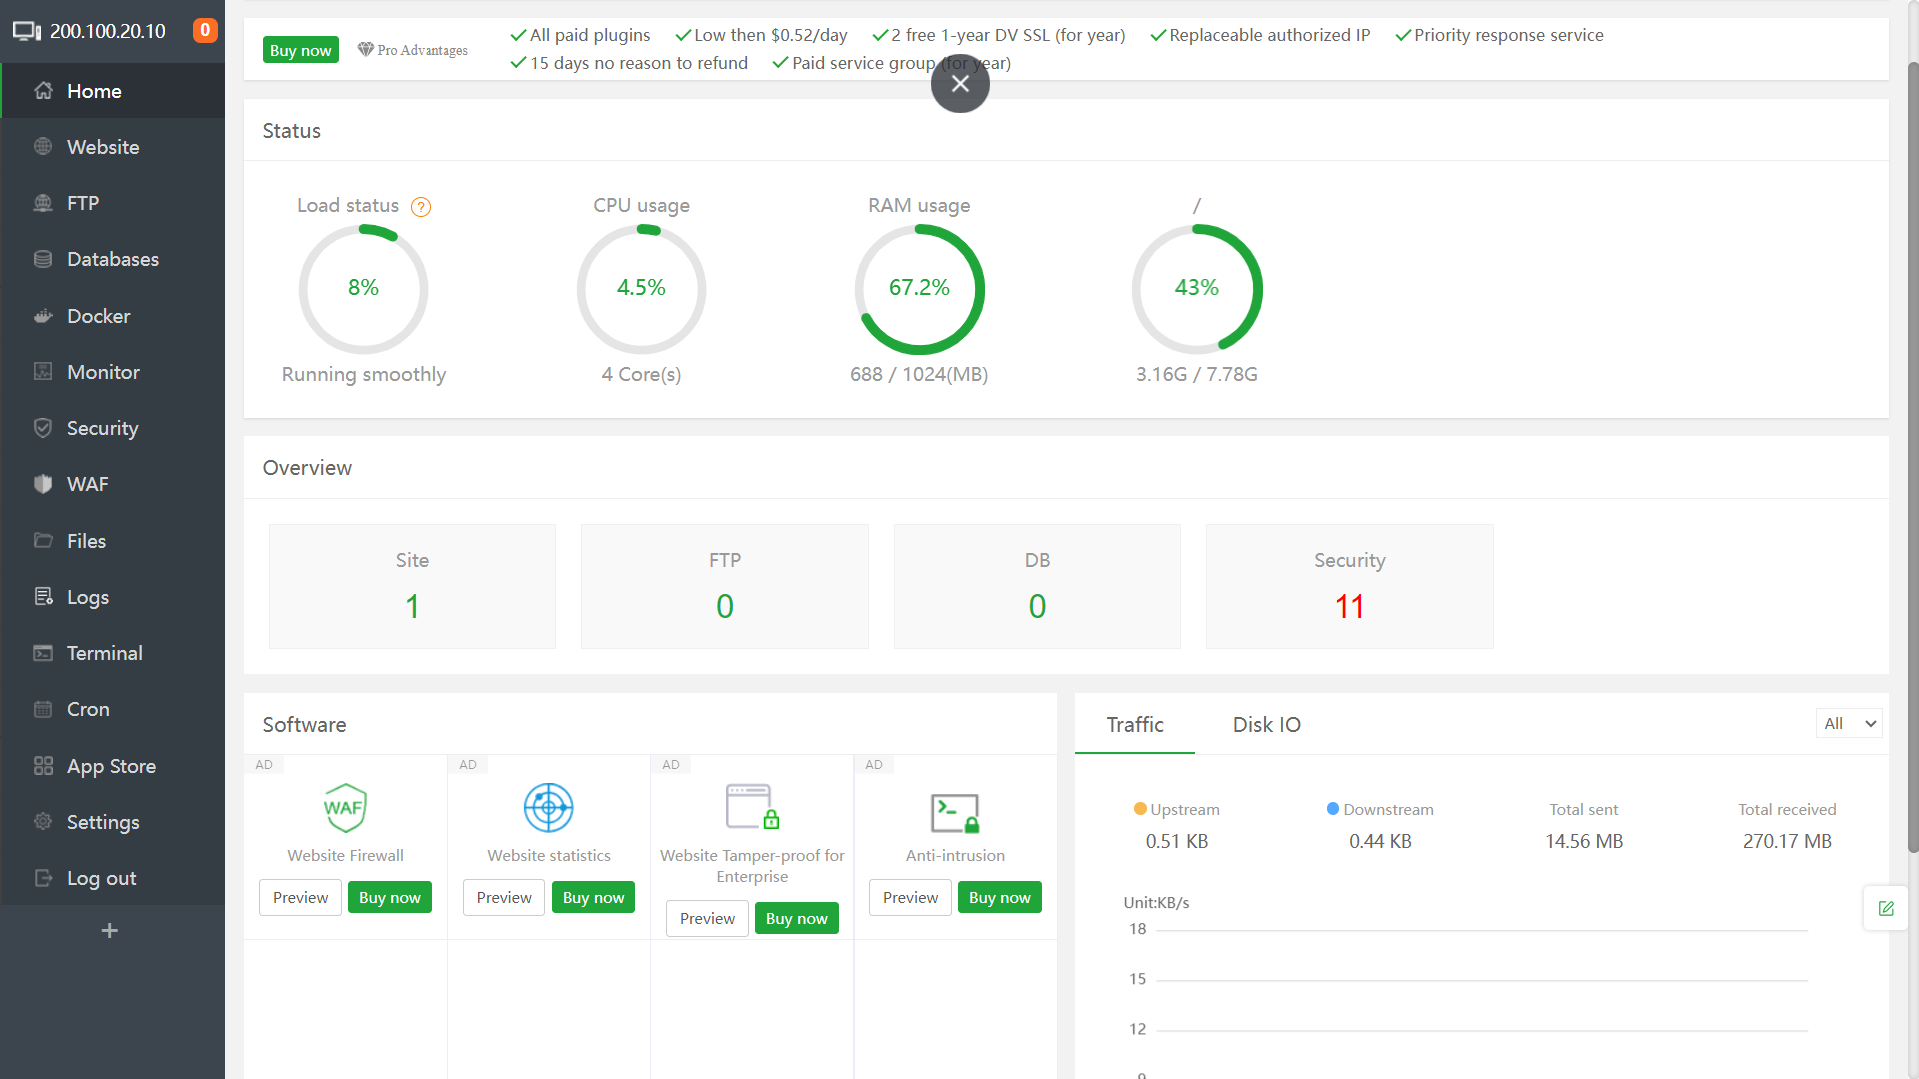 200.100.20.10 0
Home
Website
FTP
Databases
Docker
Monitor
Security
WAF
Files
Logs
Terminal
Cron
App Store
Settings
Log out
+
Buy now
Pro Advantages
All paid plugins
Low then $0.52/day
2 free 1-year DV SSL (for year)
Replaceable authorized IP
Priority response service
15 days no reason to refund
Paid service group (for year)
Status
Load status ?
8%
Running smoothly
CPU usage
4.5%
4 Core(s)
RAM usage
67.2%
688 / 1024(MB)
/
43%
3.16G / 7.78G
Overview
Site
1
FTP
0
DB
0
Security
11
Software
AD
WAF
Website Firewall
Preview Buy now
AD
Website statistics
Preview Buy now
AD
Website Tamper-proof for
Enterprise
Preview Buy now
AD
Anti-intrusion
Preview Buy now
Traffic
Disk IO
All
Upstream
0.51 KB
Downstream
0.44 KB
Total sent
14.56 MB
Total received
270.17 MB
Unit:KB/s
18
15
12
9